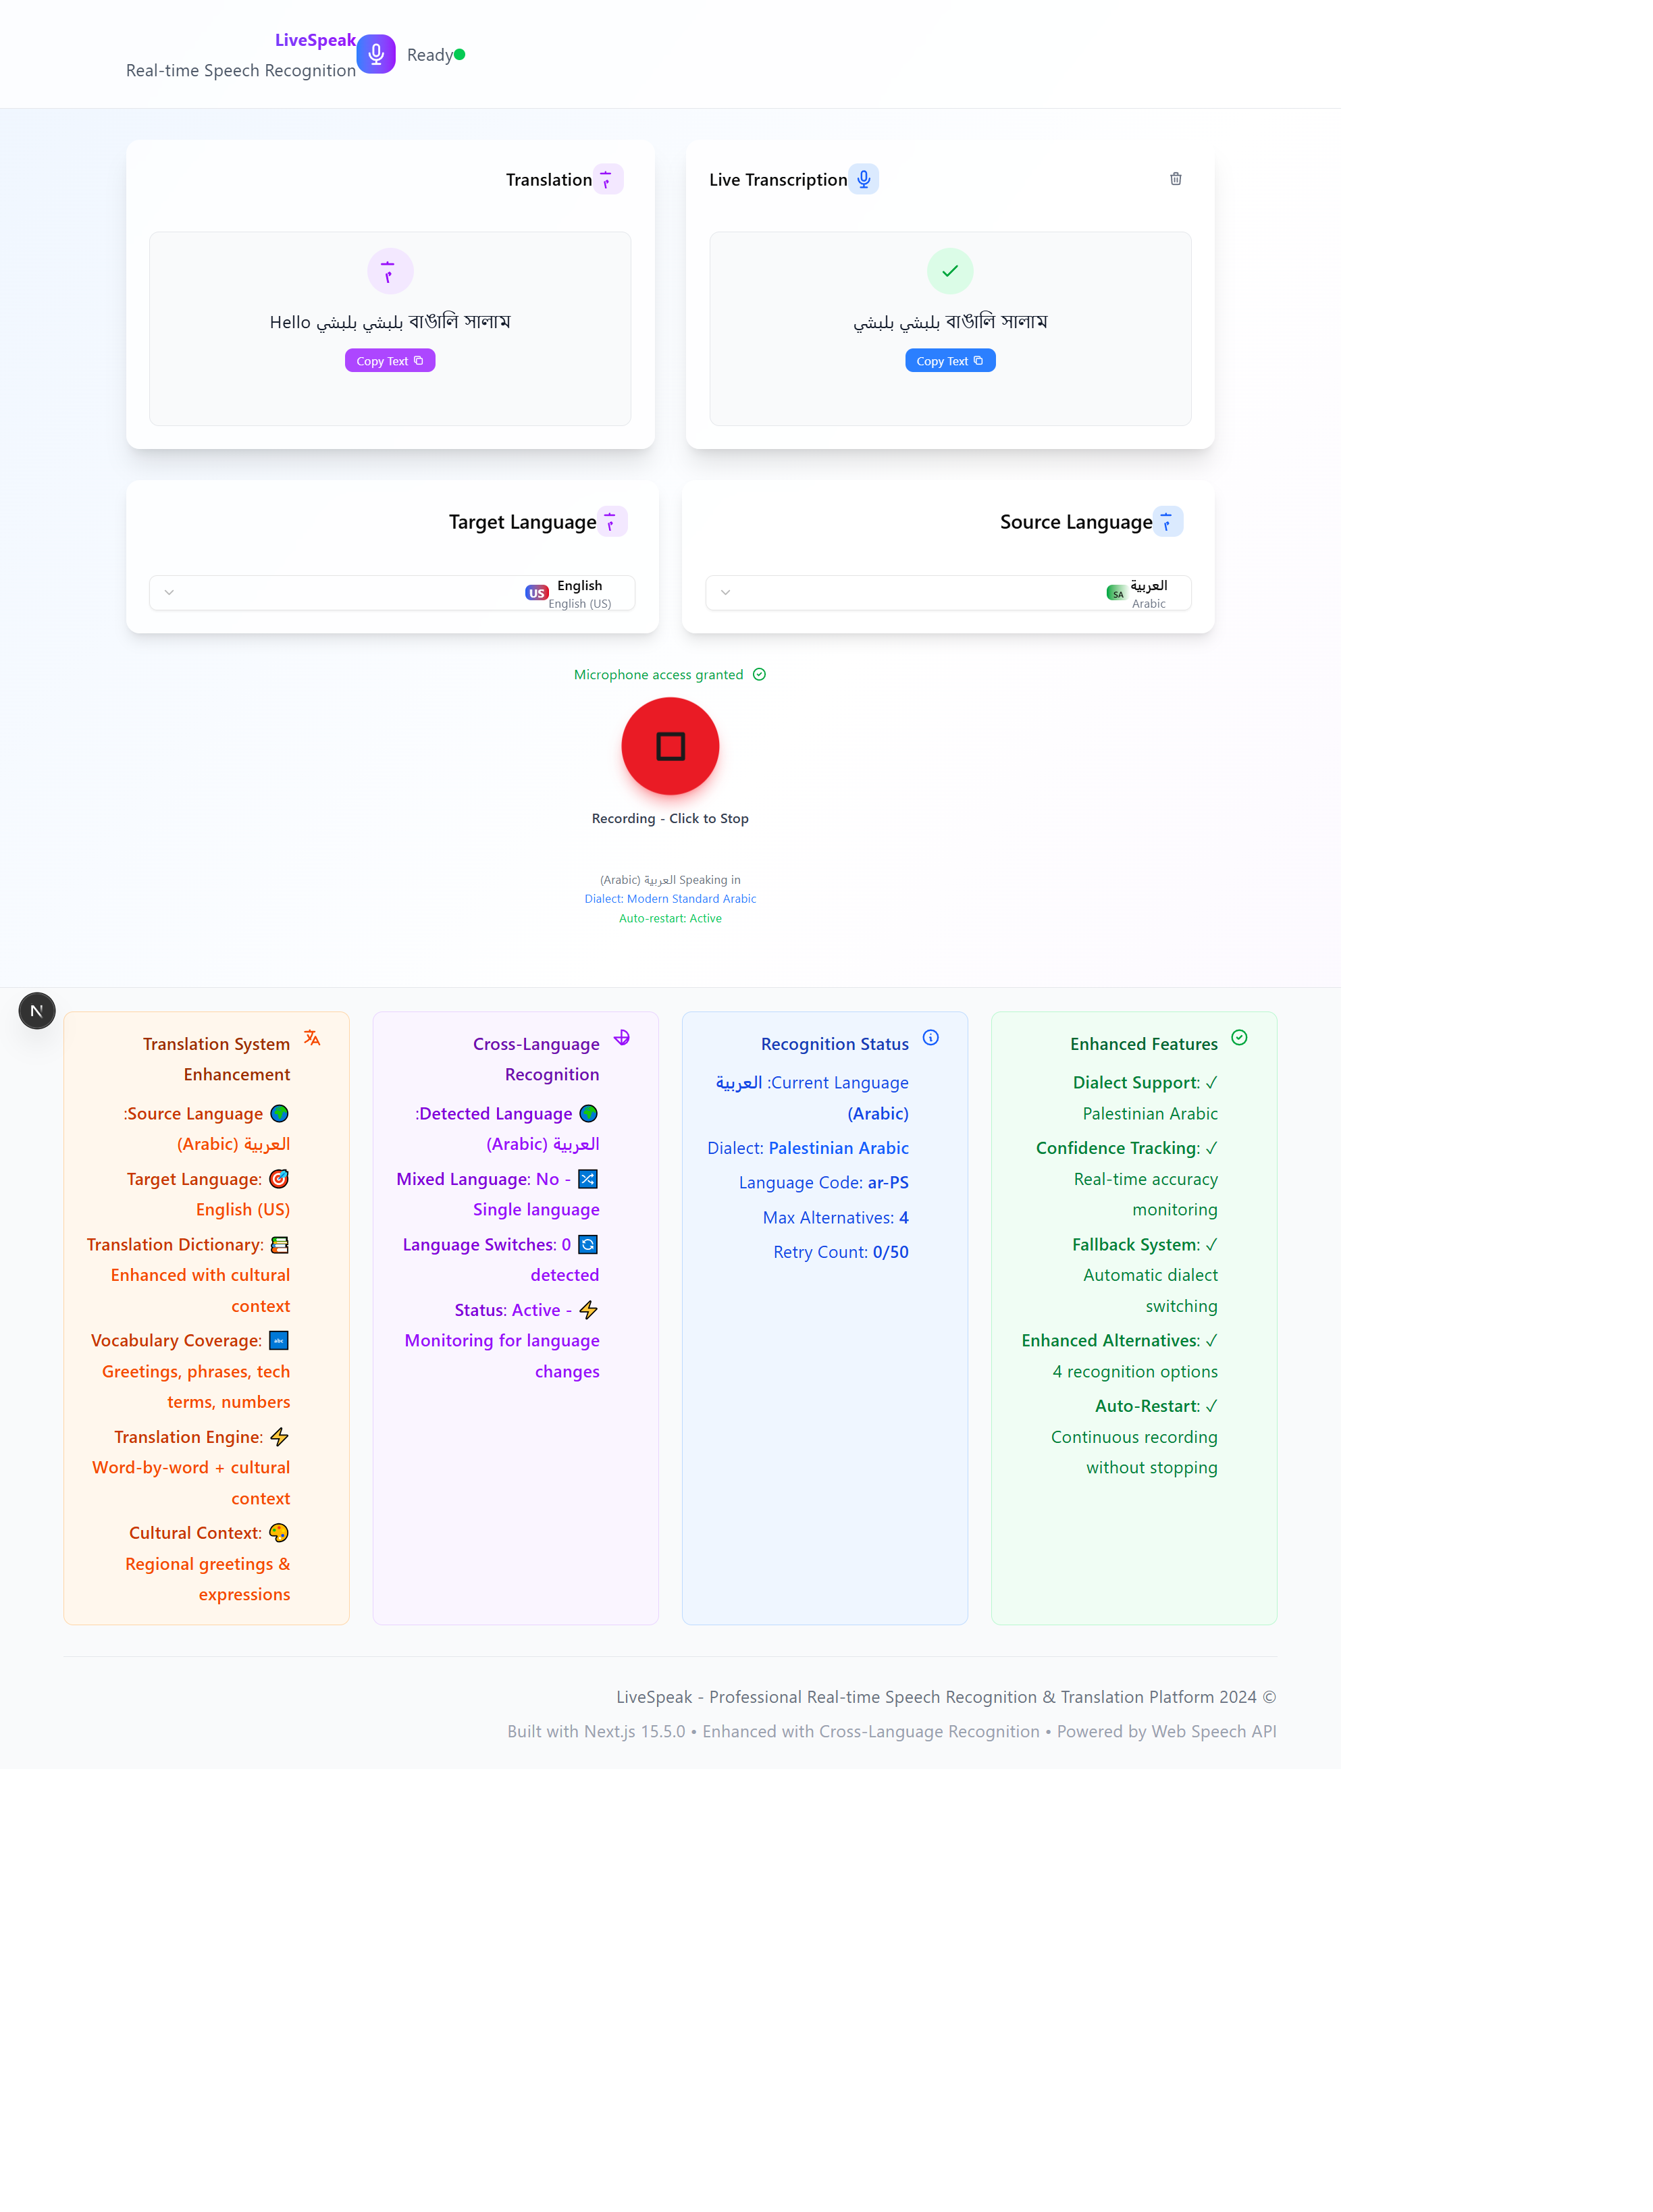 LiveSpeak
Real-time Speech Recognition
Ready
Translation
Live Transcription
Hello بلبشي بلبشي বাঙালি সালাম
Copy Text
بلبشي بلبشي বাঙালি সালাম
Copy Text
Target Language
Source Language
US
English
English (US)
SA
العربية
Arabic
Microphone access granted
Recording - Click to Stop
(Arabic) العربية Speaking in
Dialect: Modern Standard Arabic
Auto-restart: Active
N
Translation System
Enhancement
:Source Language 🌍
العربية (Arabic)
Target Language: 🎯
English (US)
Translation Dictionary: 📚
Enhanced with cultural
context
Vocabulary Coverage: 🔤
Greetings, phrases, tech
terms, numbers
Translation Engine: ⚡
Word-by-word + cultural
context
Cultural Context: 🎨
Regional greetings &
expressions
Cross-Language
Recognition
:Detected Language 🌍
العربية (Arabic)
Mixed Language: No - 🔀
Single language
Language Switches: 0 🔄
detected
Status: Active - ⚡
Monitoring for language
changes
Recognition Status
العربية :Current Language
(Arabic)
Dialect: Palestinian Arabic
Language Code: ar-PS
Max Alternatives: 4
Retry Count: 0/50
Enhanced Features
Dialect Support: ✓
Palestinian Arabic
Confidence Tracking: ✓
Real-time accuracy
monitoring
Fallback System: ✓
Automatic dialect
switching
Enhanced Alternatives: ✓
4 recognition options
Auto-Restart: ✓
Continuous recording
without stopping
LiveSpeak - Professional Real-time Speech Recognition & Translation Platform 2024 ©
Built with Next.js 15.5.0 • Enhanced with Cross-Language Recognition • Powered by Web Speech API